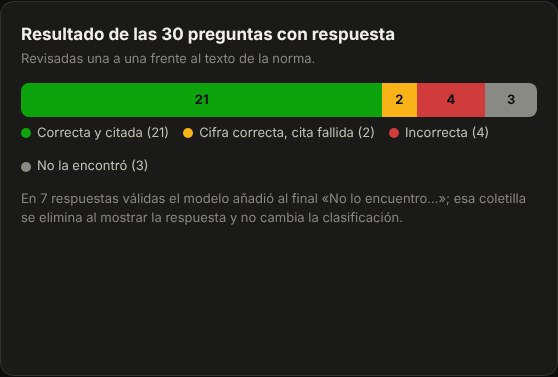 Resultado de las 30 preguntas con respuesta
Revisadas una a una frente al texto de la norma.
21 2 4 3
Correcta y citada (21) Cifra correcta, cita fallida (2) Incorrecta (4)
No la encontró (3)
En 7 respuestas válidas el modelo añadió al final «No lo encuentro...»; esa coletilla
se elimina al mostrar la respuesta y no cambia la clasificación.